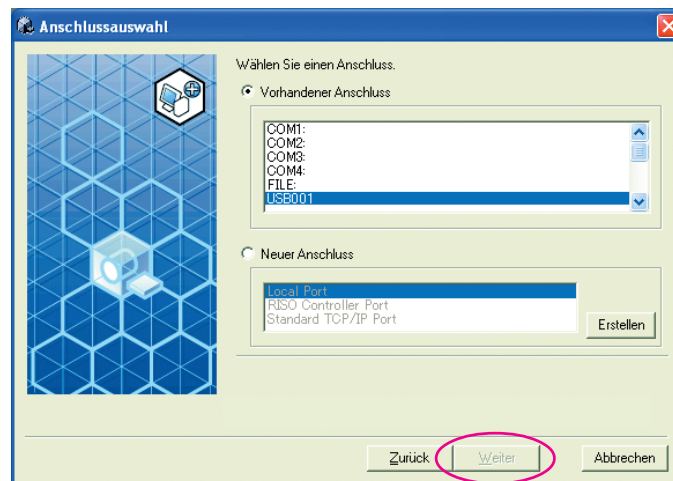 Anschlussauswahl
Wählen Sie einen Anschluss.
Vorhandener Anschluss
COM1:
COM2:
COM3:
COM4:
FILE:
USB001
Neuer Anschluss
Local Port
RISO Controller Port
Standard TCP/IP Port
Erstellen
Zurück Weiter Abbrechen